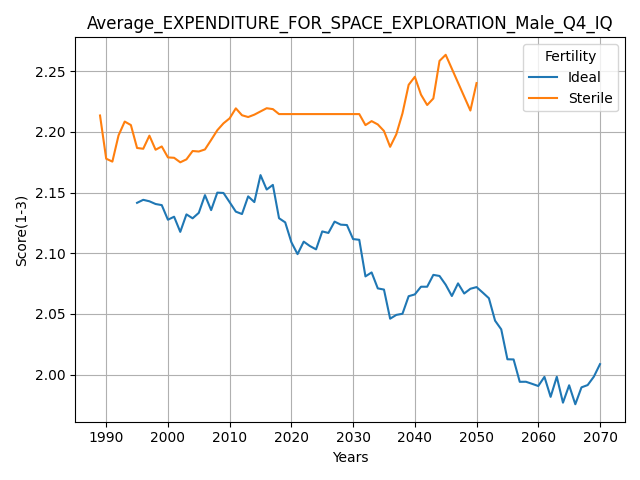 Average_EXPENDITURE_FOR_SPACE_EXPLORATION_Male_Q4_IQ
Fertility
Ideal
Sterile
Score(1-3)
2.25
2.20
2.15
2.10
2.05
2.00
1990 2000 2010 2020 2030 2040 2050 2060 2070
Years